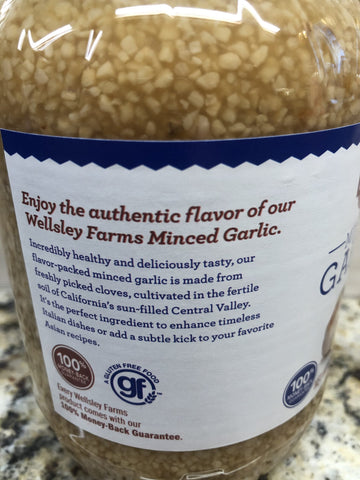 Enjoy the authentic flavor of our
Wellsley Farms Minced Garlic.
Incredibly healthy and deliciously tasty, our
flavor-packed minced garlic is made from
freshly picked cloves, cultivated in the fertile
soil of California's sun-filled Central Valley.
It's the perfect ingredient to enhance timeless
Italian dishes or add a subtle kick to your favorite
Asian recipes.
100%
MONEY-BACK
A GLUTEN FREE FOOD
gf
Every Wellsley Farms
product comes with our
100% Money-Back Guarantee.
GA
100%